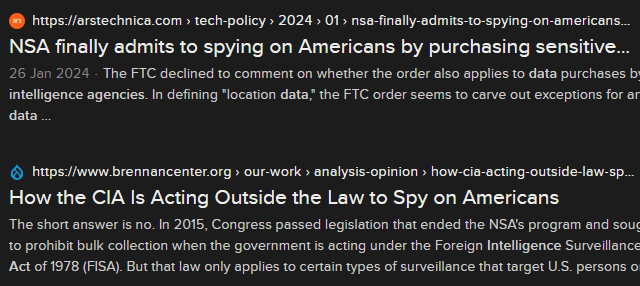 ars
https://arstechnica.com › tech-policy › 2024 › 01 › nsa-finally-admits-to-spying-on-americans...
NSA finally admits to spying on Americans by purchasing sensitive...
26 Jan 2024 · The FTC declined to comment on whether the order also applies to data purchases by
intelligence agencies. In defining "location data," the FTC order seems to carve out exceptions for
data ...
https://www.brennancenter.org › our-work › analysis-opinion › how-cia-acting-outside-law-sp...
How the CIA Is Acting Outside the Law to Spy on Americans
The short answer is no. In 2015, Congress passed legislation that ended the NSA's program and
to prohibit bulk collection when the government is acting under the Foreign Intelligence Surveillance
Act of 1978 (FISA). But that law only applies to certain types of surveillance that target U.S. persons